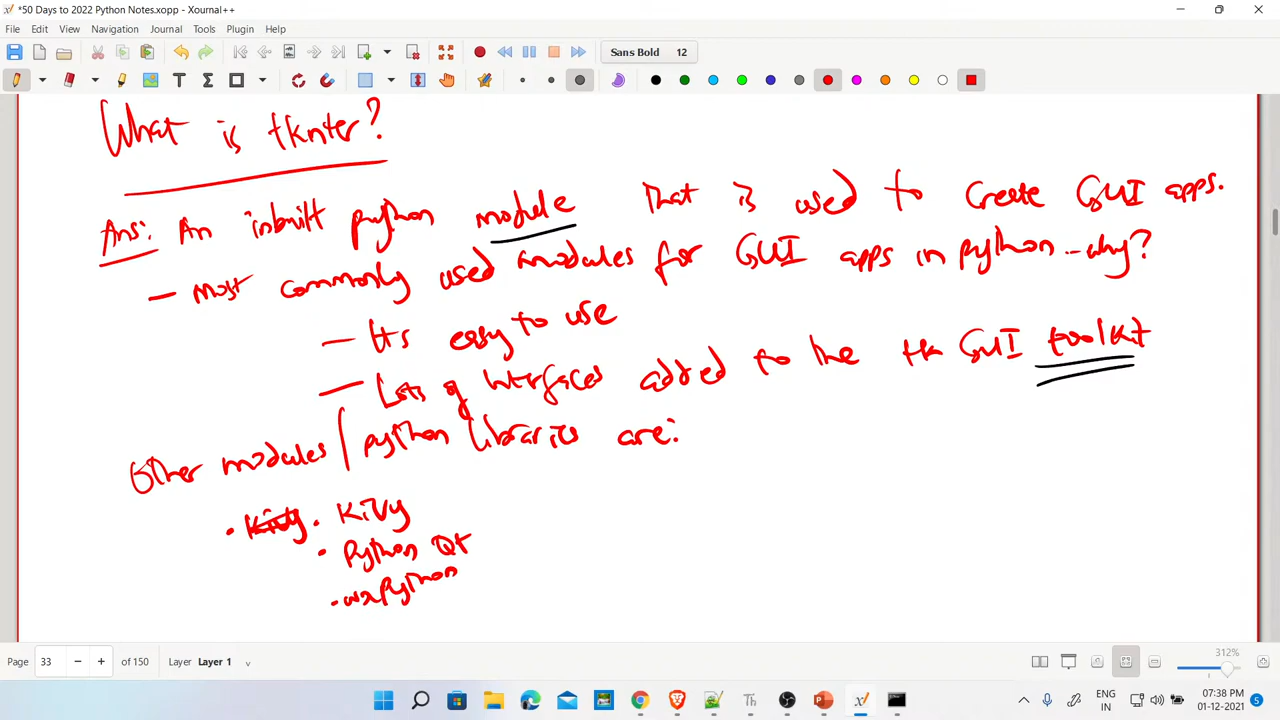 *50 Days to 2022 Python Notes.xopp - Xournal++
File Edit View Navigation Journal Tools Plugin Help
Sans Bold 12
What is tknter?
Ans: An inbuilt python module that is used to create GUI apps.
— most commonly used modules for GUI apps in python -- why?
— Its easy to use
— Lots of interfaces added to the tk GUI toolkit
Other modules | python libraries are:
• Kivy • Kivy
• Python Qt
• wxPython
Page 33 of 150 Layer Layer 1
312%
ENG
IN
07:38 PM
01-12-2021
5